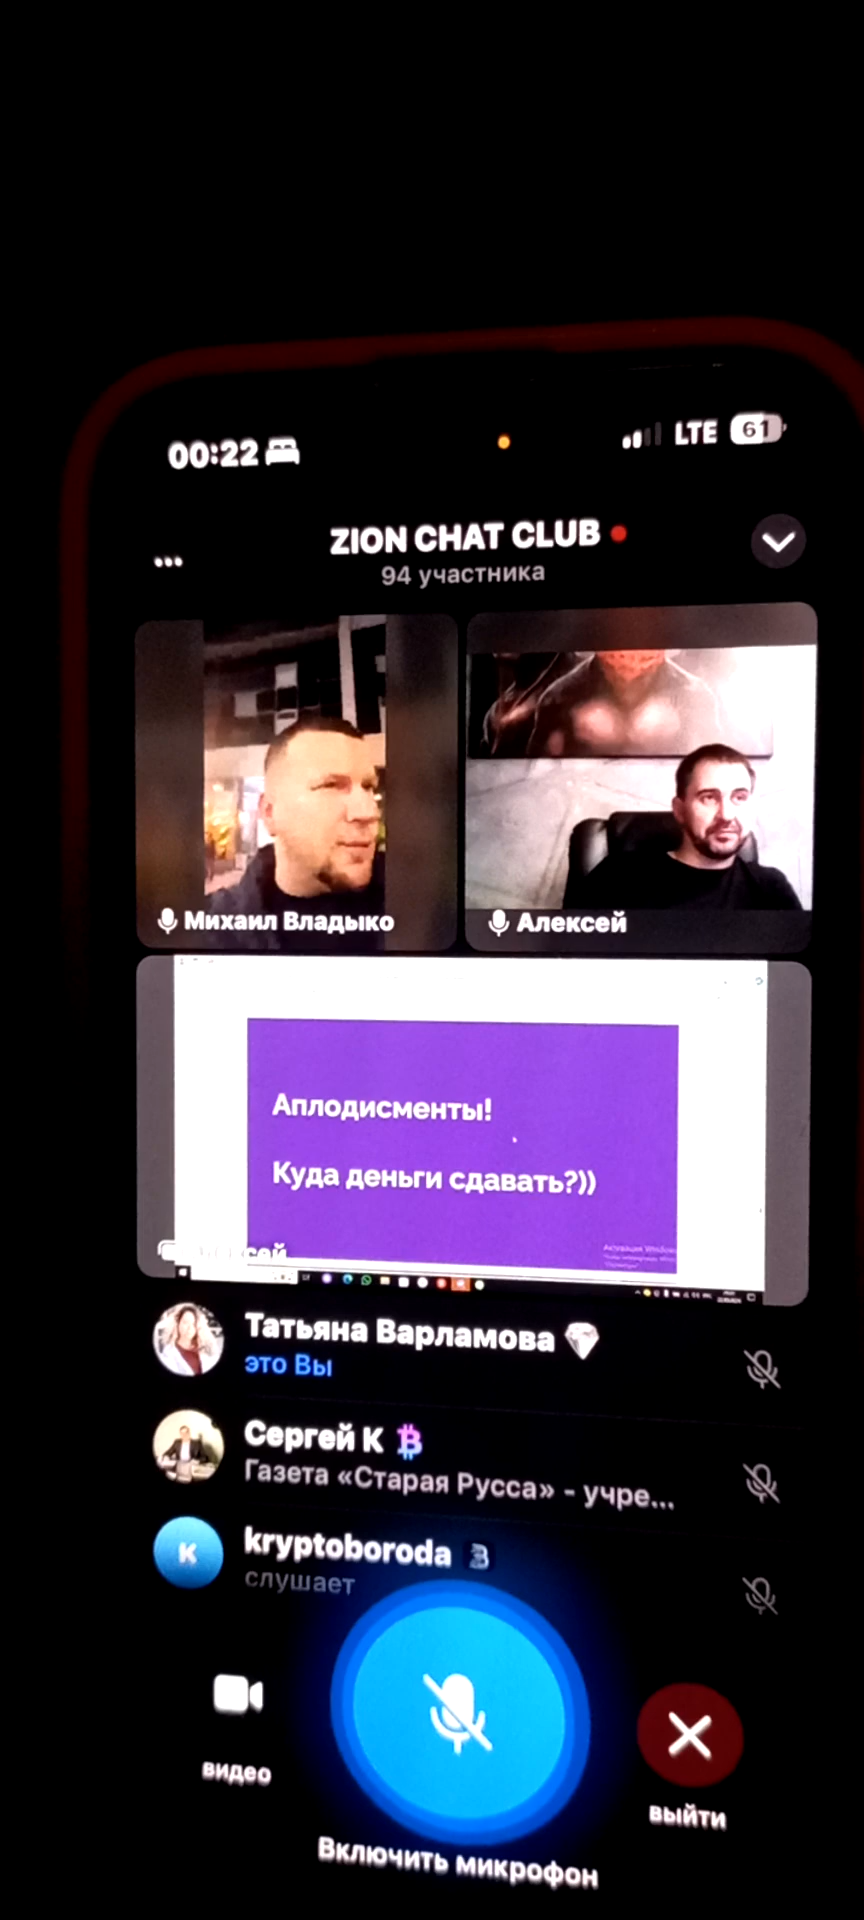 00:22
LTE 61
ZION CHAT CLUB
94 участника
Михаил Владыко
Алексей
Аплодисменты!
Куда деньги сдавать?))
Татьяна Варламова
это Вы
Сергей К
Газета «Старая Русса» - учре...
K
kryptoboroda
слушает
видео
выйти
Включить микрофон